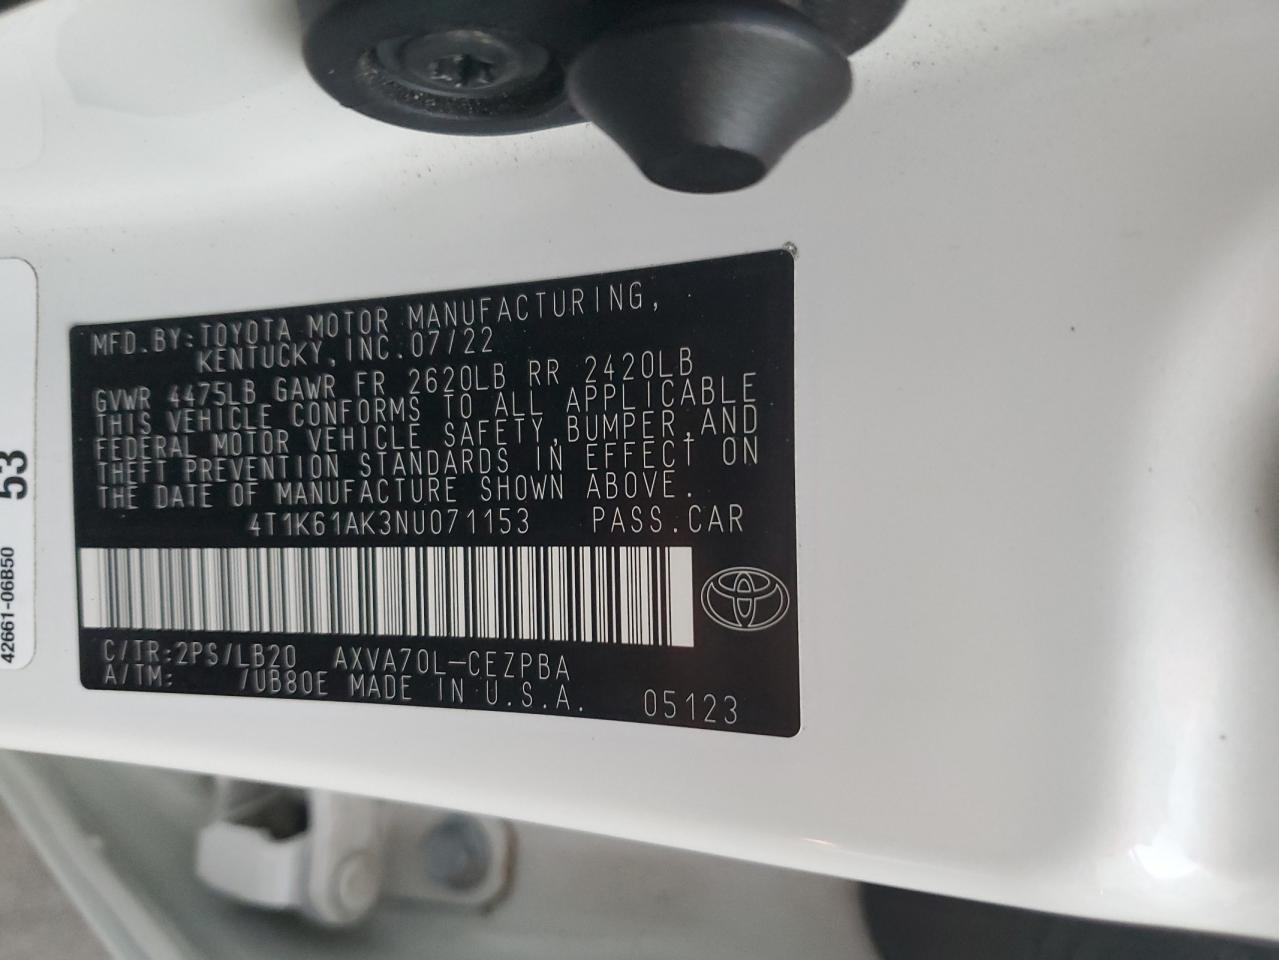 MFD.BY:TOYOTA MOTOR MANUFACTURING,
KENTUCKY,INC.07/22
GVWR 4475LB GAWR FR 2620LB RR 2420LB
THIS VEHICLE CONFORMS TO ALL APPLICABLE
FEDERAL MOTOR VEHICLE SAFETY,BUMPER,AND
THEFT PREVENTION STANDARDS IN EFFECT ON
THE DATE OF MANUFACTURE SHOWN ABOVE.
4T1K61AK3NU071153 PASS.CAR
C/TR:2PS/LB20 AXVA70L-CEZPBA
A/TM: /UB80E MADE IN U.S.A. 05123
53
42661-06B50